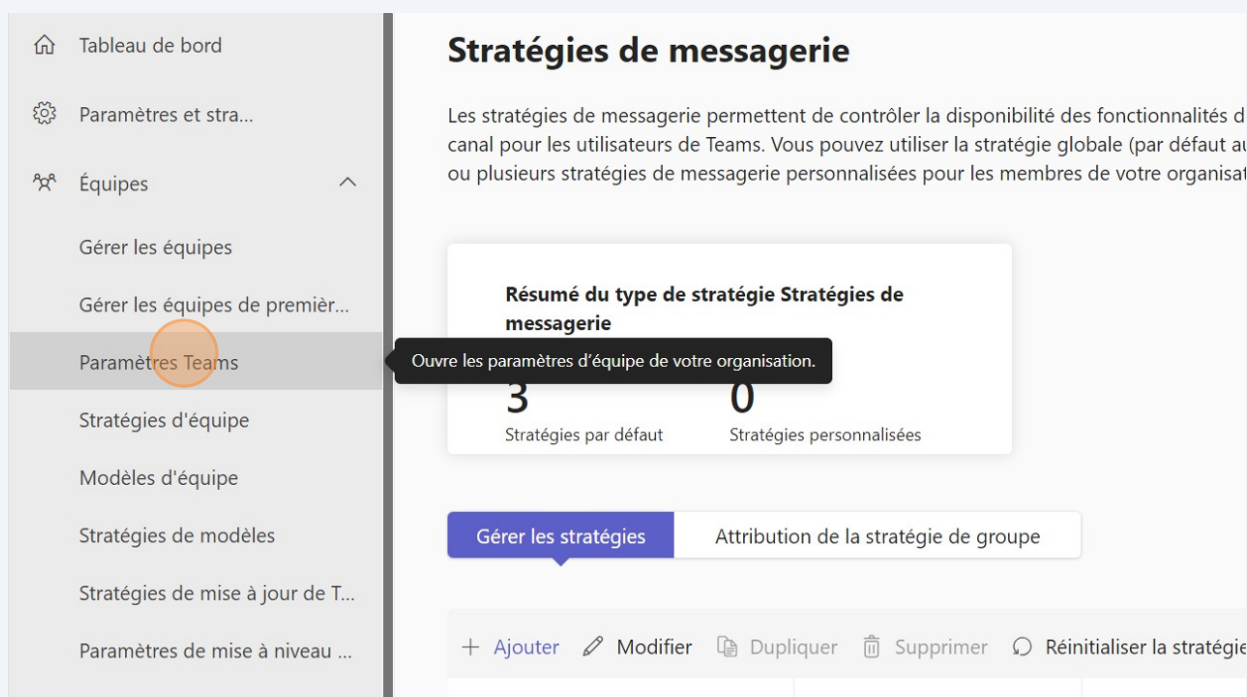 Tableau de bord
Paramètres et stra...
Équipes
Gérer les équipes
Gérer les équipes de premièr...
Paramètres Teams
Stratégies d'équipe
Modèles d'équipe
Stratégies de modèles
Stratégies de mise à jour de T...
Paramètres de mise à niveau ...
Stratégies de messagerie
Les stratégies de messagerie permettent de contrôler la disponibilité des fonctionnalités d
canal pour les utilisateurs de Teams. Vous pouvez utiliser la stratégie globale (par défaut au
ou plusieurs stratégies de messagerie personnalisées pour les membres de votre organisat
Résumé du type de stratégie Stratégies de
messagerie
Ouvre les paramètres d’équipe de votre organisation.
3 0
Stratégies par défaut Stratégies personnalisées
Gérer les stratégies Attribution de la stratégie de groupe
Ajouter Modifier Dupliquer Supprimer Réinitialiser la stratégie